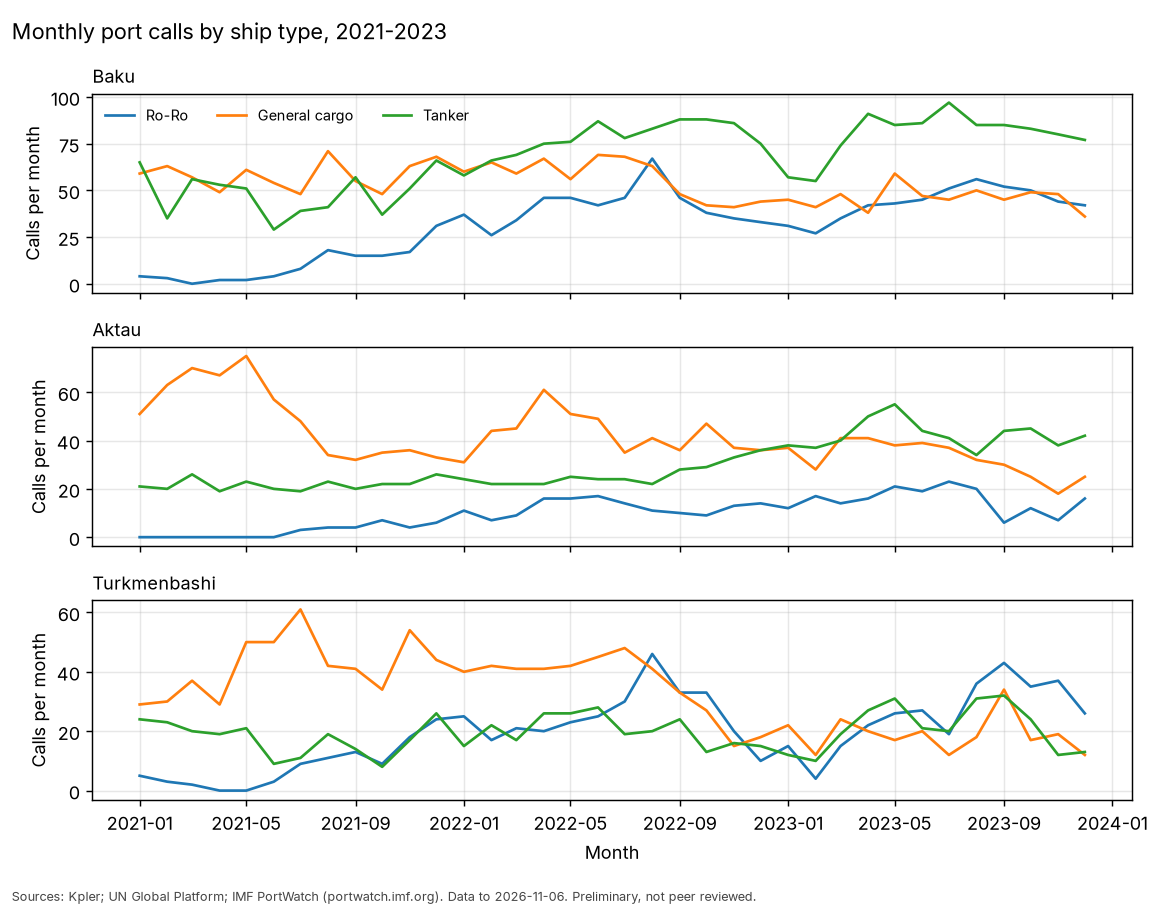 Monthly port calls by ship type, 2021-2023
Baku
Ro-Ro
General cargo
Tanker
Calls per month
100
75
50
25
0
Aktau
Calls per month
60
40
20
0
Turkmenbashi
Calls per month
60
40
20
0
2021-01
2021-05
2021-09
2022-01
2022-05
2022-09
2023-01
2023-05
2023-09
2024-01
Month
Sources: Kpler; UN Global Platform; IMF PortWatch (portwatch.imf.org). Data to 2026-11-06. Preliminary, not peer reviewed.